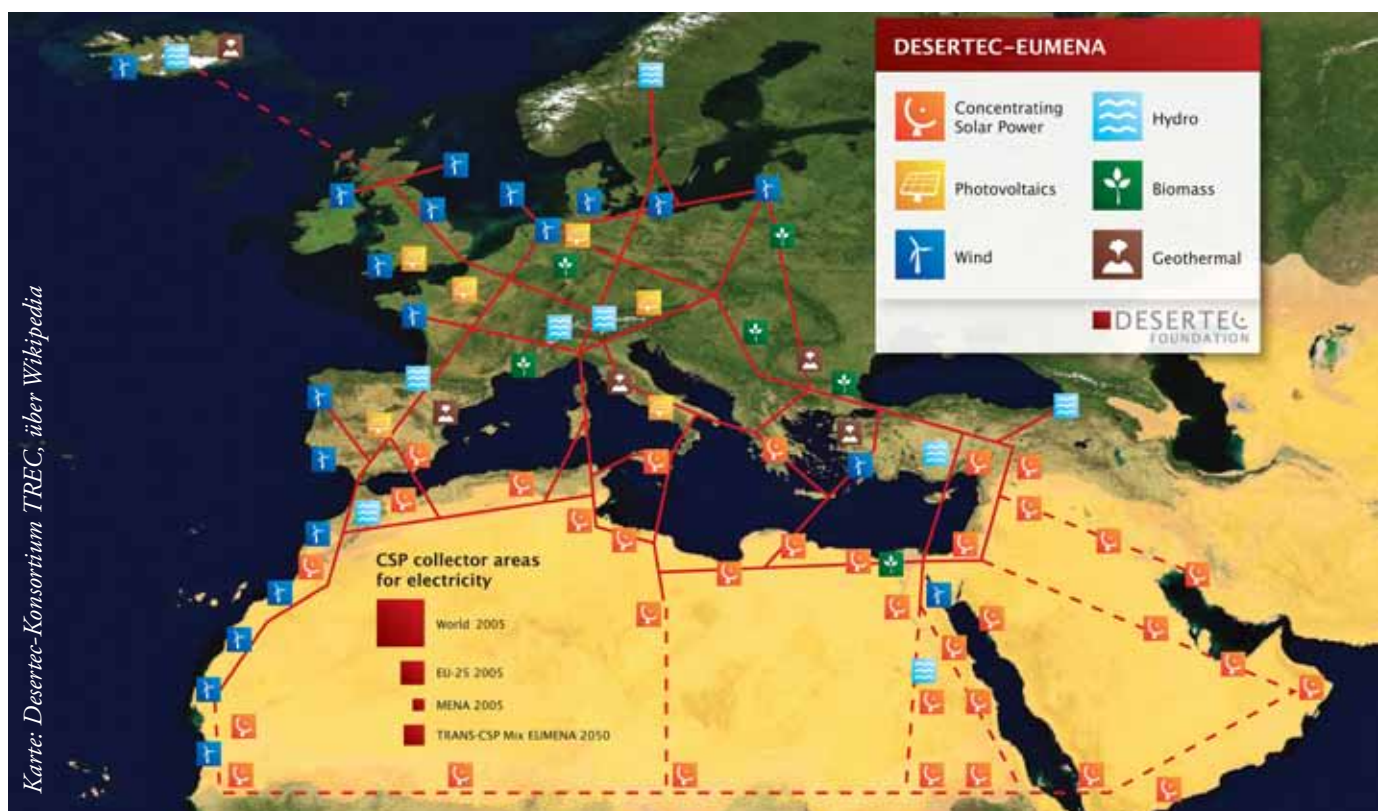 DESERTEC-EUMENA
Concentrating
Solar Power
Hydro
Photovoltaics
Biomass
Wind
Geothermal
DESERTEC
FOUNDATION
CSP collector areas
for electricity
World 2005
EU-25 2005
MENA 2005
TRANS-CSP Mix EUMENA 2050
Karte: Desertec-Konsortium TREC, über Wikipedia